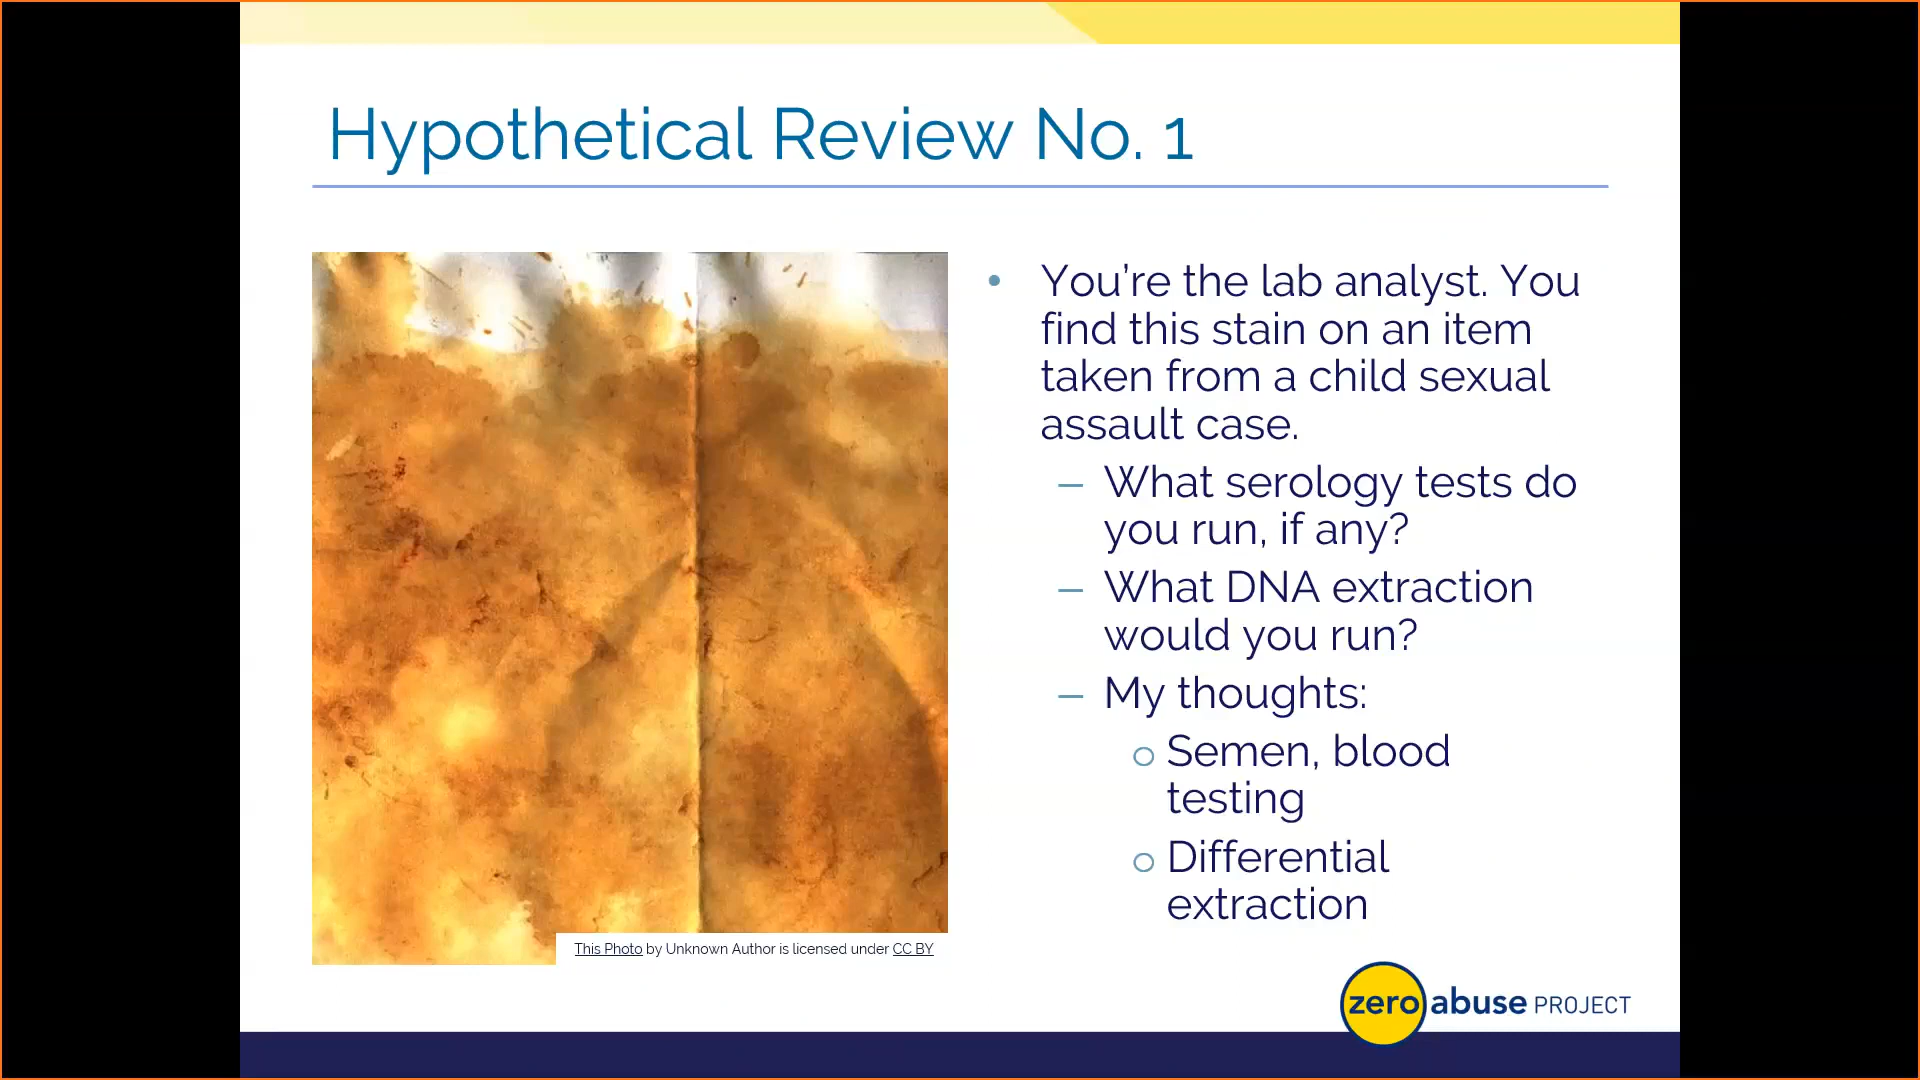 Hypothetical Review No. 1
• You’re the lab analyst. You
find this stain on an item
taken from a child sexual
assault case.
– What serology tests do
you run, if any?
– What DNA extraction
would you run?
– My thoughts:
o Semen, blood
testing
o Differential
extraction
This Photo by Unknown Author is licensed under CC BY
zero abuse PROJECT